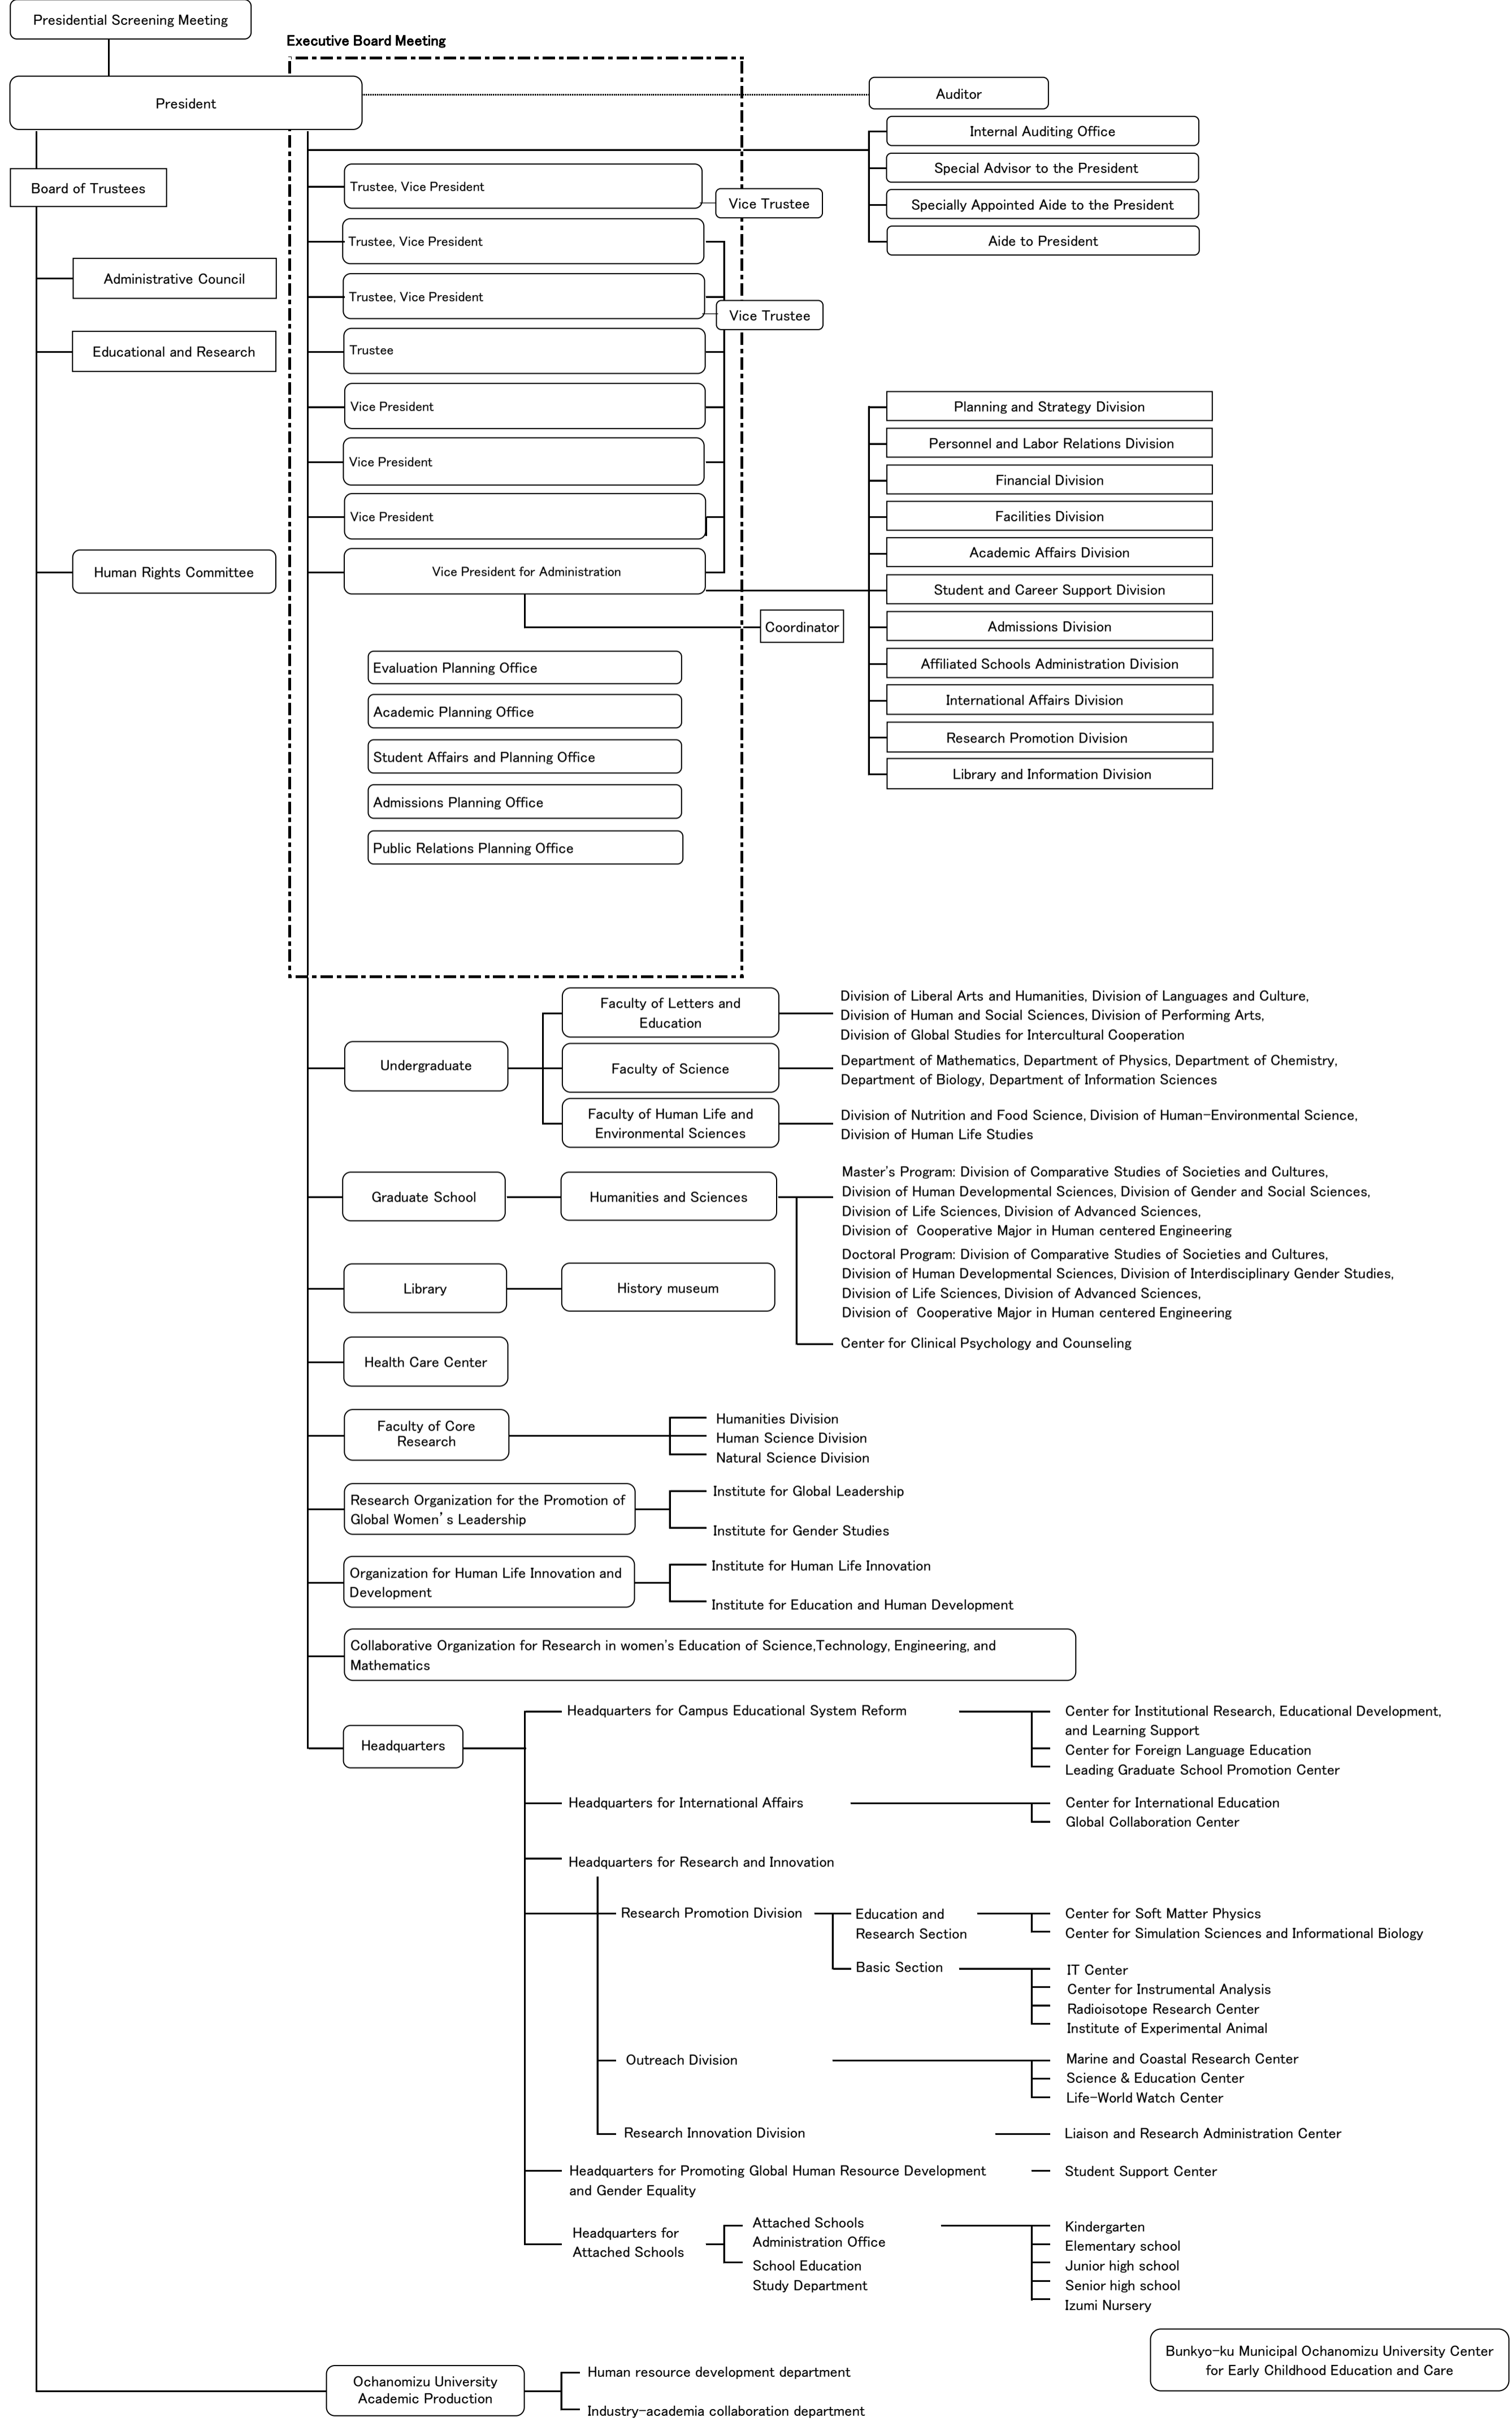 Presidential Screening Meeting
Executive Board Meeting
President
Auditor
Internal Auditing Office
Special Advisor to the President
Specially Appointed Aide to the President
Aide to President
Board of Trustees
Administrative Council
Educational and Research
Human Rights Committee
Trustee, Vice President
Vice Trustee
Trustee, Vice President
Trustee, Vice President
Vice Trustee
Trustee
Vice President
Vice President
Vice President
Vice President for Administration
Coordinator
Planning and Strategy Division
Personnel and Labor Relations Division
Financial Division
Facilities Division
Academic Affairs Division
Student and Career Support Division
Admissions Division
Affiliated Schools Administration Division
International Affairs Division
Research Promotion Division
Library and Information Division
Evaluation Planning Office
Academic Planning Office
Student Affairs and Planning Office
Admissions Planning Office
Public Relations Planning Office
Undergraduate
Faculty of Letters and
Education
Division of Liberal Arts and Humanities, Division of Languages and Culture,
Division of Human and Social Sciences, Division of Performing Arts,
Division of Global Studies for Intercultural Cooperation
Faculty of Science
Department of Mathematics, Department of Physics, Department of Chemistry,
Department of Biology, Department of Information Sciences
Faculty of Human Life and
Environmental Sciences
Division of Nutrition and Food Science, Division of Human-Environmental Science,
Division of Human Life Studies
Graduate School
Humanities and Sciences
Master's Program: Division of Comparative Studies of Societies and Cultures,
Division of Human Developmental Sciences, Division of Gender and Social Sciences,
Division of Life Sciences, Division of Advanced Sciences,
Division of Cooperative Major in Human centered Engineering
Doctoral Program: Division of Comparative Studies of Societies and Cultures,
Division of Human Developmental Sciences, Division of Interdisciplinary Gender Studies,
Division of Life Sciences, Division of Advanced Sciences,
Division of Cooperative Major in Human centered Engineering
Center for Clinical Psychology and Counseling
Library
History museum
Health Care Center
Faculty of Core
Research
Humanities Division
Human Science Division
Natural Science Division
Research Organization for the Promotion of
Global Women's Leadership
Institute for Global Leadership
Institute for Gender Studies
Organization for Human Life Innovation and
Development
Institute for Human Life Innovation
Institute for Education and Human Development
Collaborative Organization for Research in women's Education of Science,Technology, Engineering, and
Mathematics
Headquarters
Headquarters for Campus Educational System Reform
Center for Institutional Research, Educational Development,
and Learning Support
Center for Foreign Language Education
Leading Graduate School Promotion Center
Headquarters for International Affairs
Center for International Education
Global Collaboration Center
Headquarters for Research and Innovation
Research Promotion Division
Education and
Research Section
Center for Soft Matter Physics
Center for Simulation Sciences and Informational Biology
Basic Section
IT Center
Center for Instrumental Analysis
Radioisotope Research Center
Institute of Experimental Animal
Outreach Division
Marine and Coastal Research Center
Science & Education Center
Life-World Watch Center
Research Innovation Division
Liaison and Research Administration Center
Headquarters for Promoting Global Human Resource Development
and Gender Equality
Student Support Center
Headquarters for
Attached Schools
Attached Schools
Administration Office
School Education
Study Department
Kindergarten
Elementary school
Junior high school
Senior high school
Izumi Nursery
Bunkyo-ku Municipal Ochanomizu University Center
for Early Childhood Education and Care
Ochanomizu University
Academic Production
Human resource development department
Industry-academia collaboration department